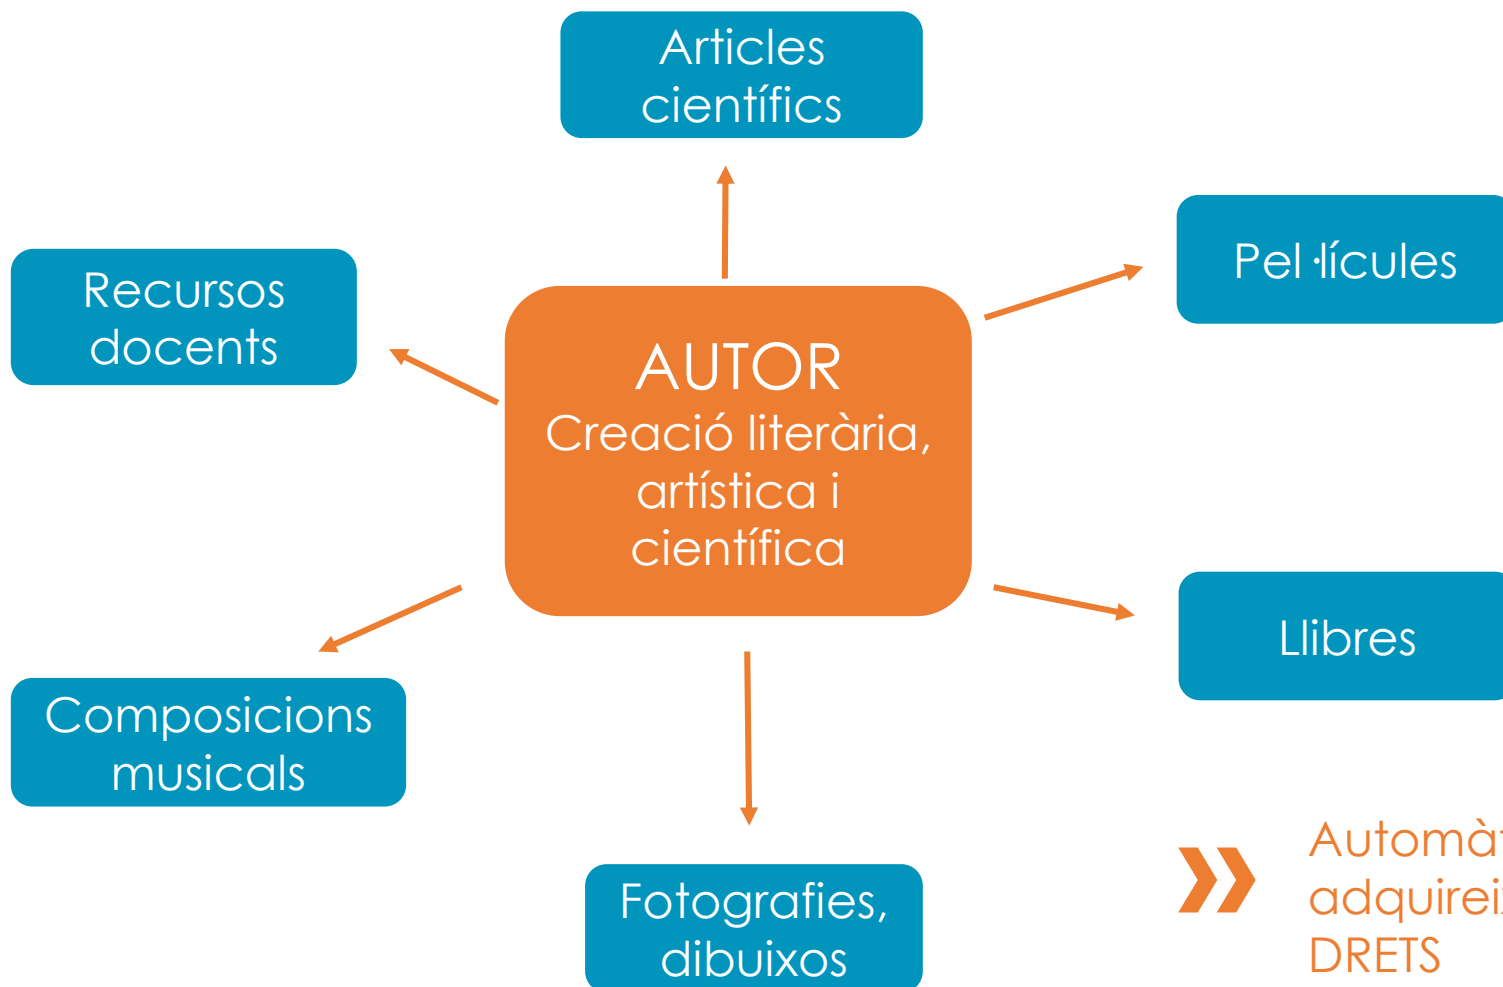 Articles
científics
Pel·lícules
Recursos
docents
AUTOR
Creació literària,
artística i
científica
Llibres
Composicions
musicals
Fotografies,
dibuixos
DRETS